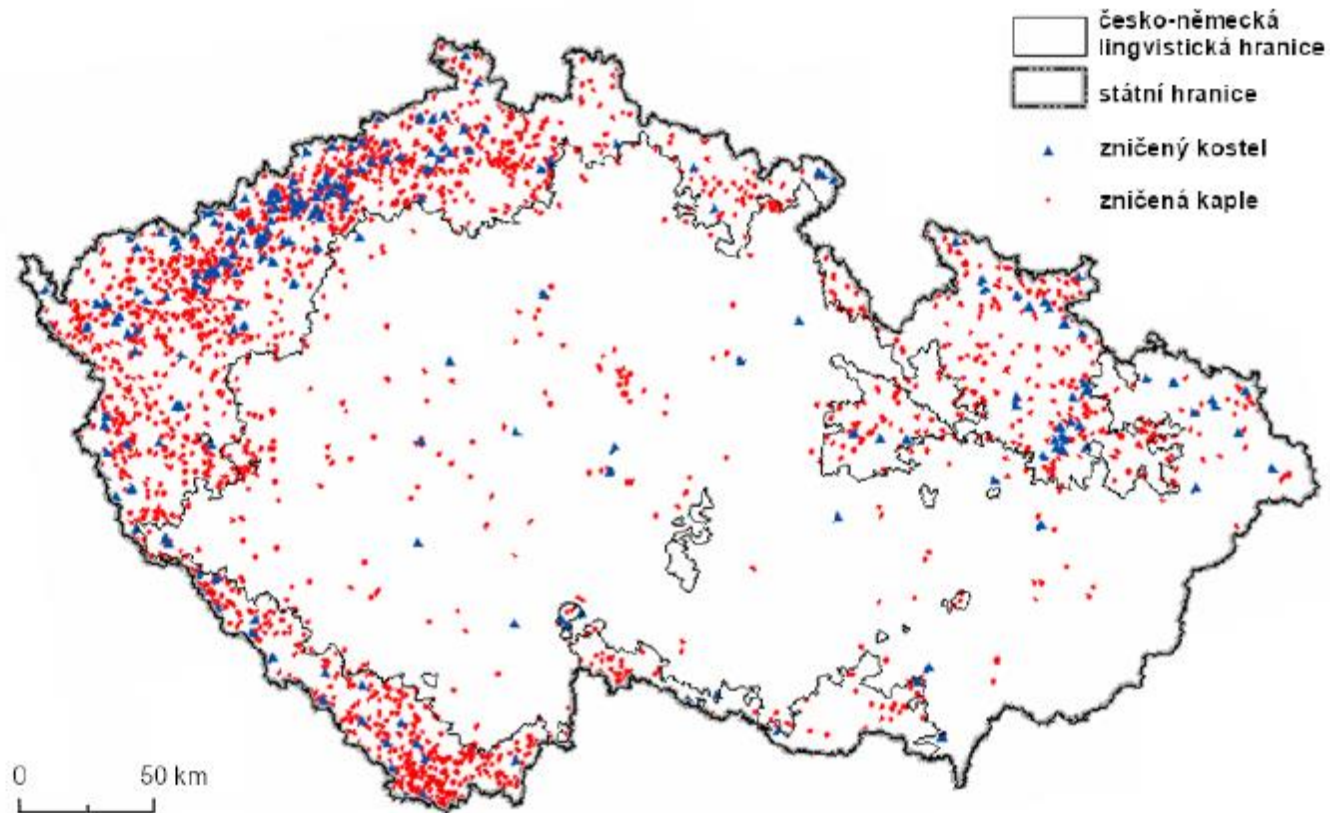 česko-německá
lingvistická hranice
státní hranice
zničený kostel
zničená kaple
0 50 km